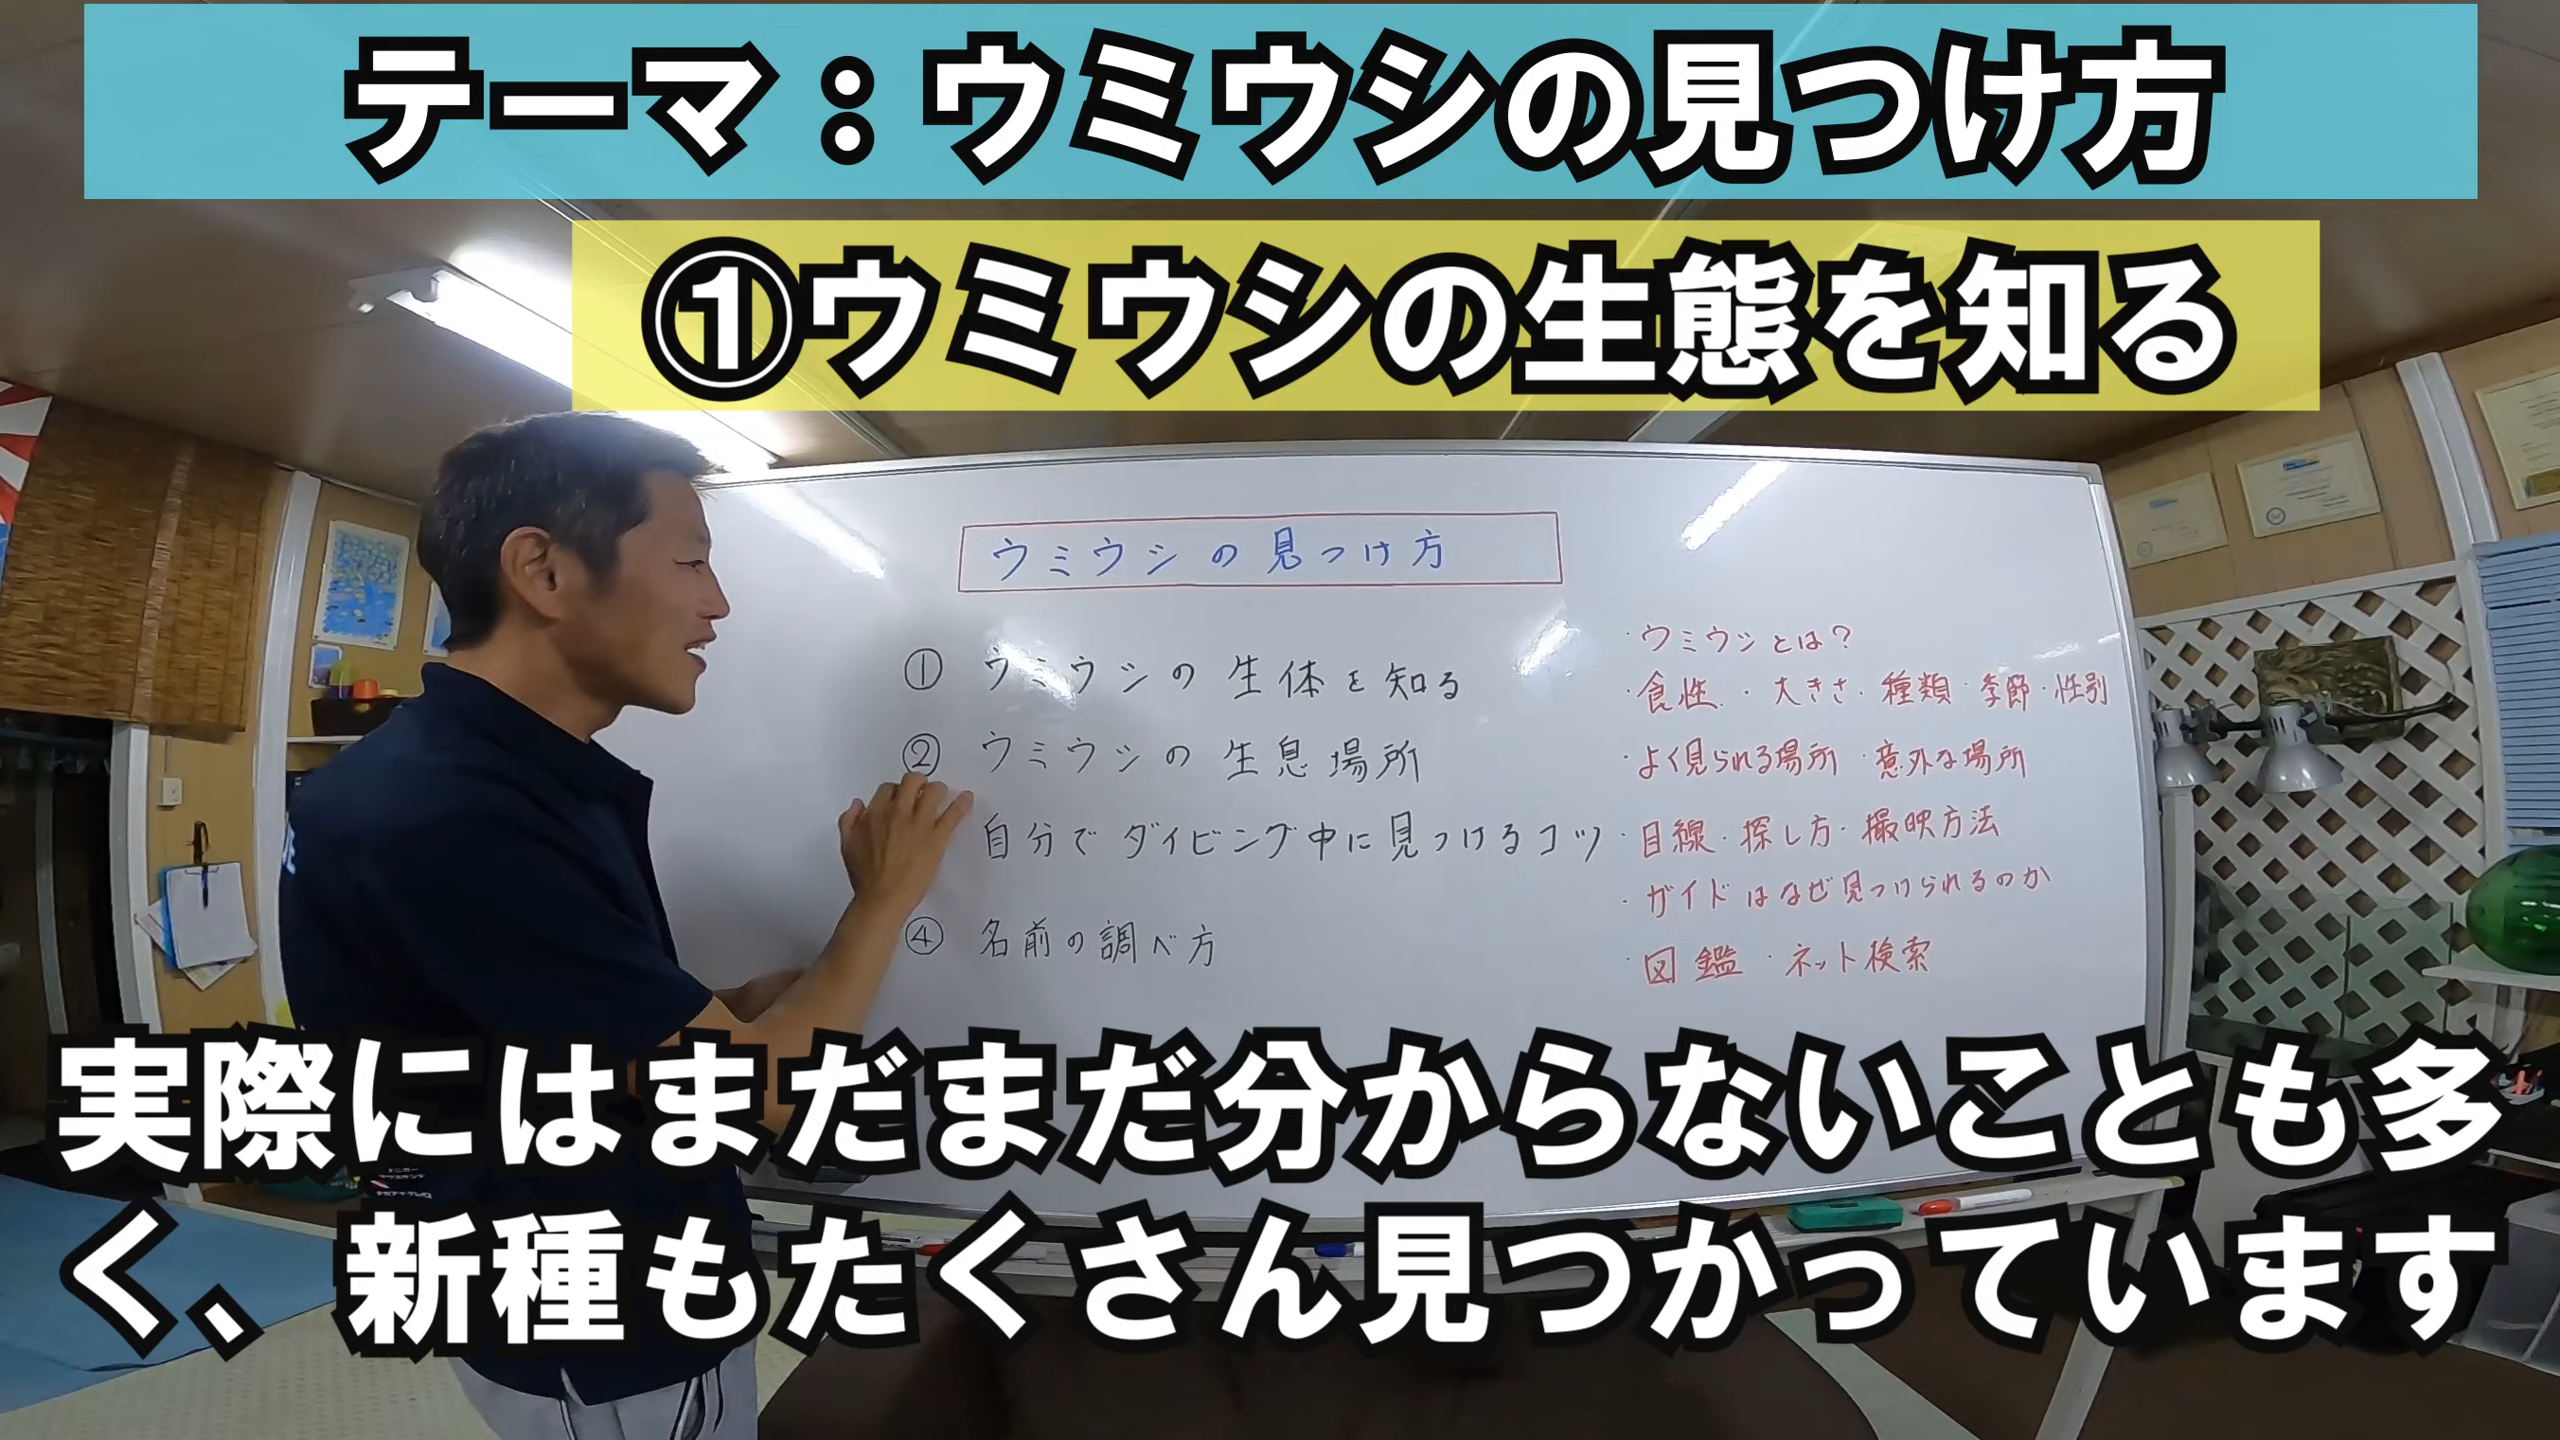 テーマ：ウミウシの見つけ方
①ウミウシの生態を知る
ウミウシの見つけ方
① ウミウシの生体を知る
② ウミウシの生息場所
自分でダイビング中に見つけるコツ
④ 名前の調べ方
・ウミウシとは？
・食性・大きさ・種類・季節・性別
・よく見られる場所・意外な場所
・目線・探し方・撮映方法
・ガイドはなぜ見つけられるのか
・図鑑・ネット検索
実際にはまだまだ分からないことも多
く、新種もたくさん見つかっています